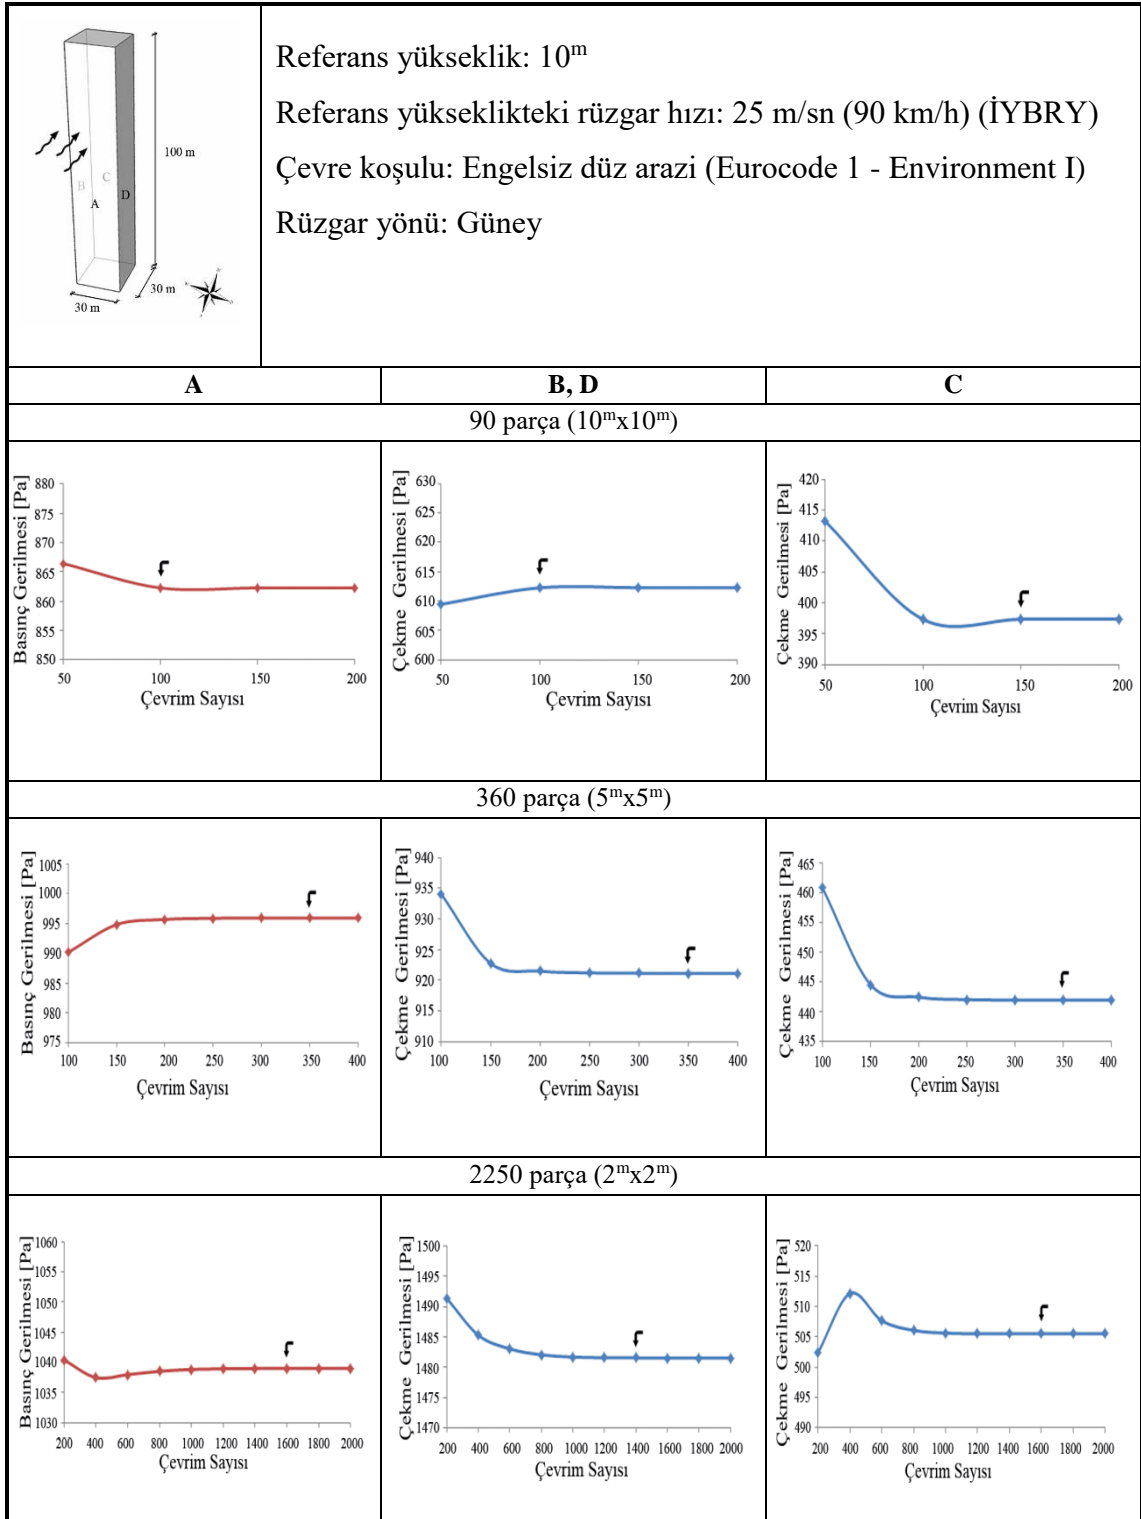 100 m
B
C
A
D
30 m
30 m
Referans yükseklik: 10m
Referans yükseklikteki rüzgar hızı: 25 m/sn (90 km/h) (İYBRY)
Çevre koşulu: Engelsiz düz arazi (Eurocode 1 - Environment I)
Rüzgar yönü: Güney
A
B, D
C
90 parça (10mx10m)
Basınç Gerilmesi [Pa]
880
875
870
865
860
855
850
50 100 150 200
Çevrim Sayısı
Çekme Gerilmesi [Pa]
630
625
620
615
610
605
600
50 100 150 200
Çevrim Sayısı
Çekme Gerilmesi [Pa]
420
415
410
405
400
395
390
50 100 150 200
Çevrim Sayısı
360 parça (5mx5m)
Basınç Gerilmesi [Pa]
1005
1000
995
990
985
980
975
100 150 200 250 300 350 400
Çevrim Sayısı
Çekme Gerilmesi [Pa]
940
935
930
925
920
915
910
100 150 200 250 300 350 400
Çevrim Sayısı
Çekme Gerilmesi [Pa]
465
460
455
450
445
440
435
100 150 200 250 300 350 400
Çevrim Sayısı
2250 parça (2mx2m)
Basınç Gerilmesi [Pa]
1060
1055
1050
1045
1040
1035
1030
200 400 600 800 1000 1200 1400 1600 1800 2000
Çevrim Sayısı
Çekme Gerilmesi [Pa]
1500
1495
1490
1485
1480
1475
1470
200 400 600 800 1000 1200 1400 1600 1800 2000
Çevrim Sayısı
Çekme Gerilmesi [Pa]
520
515
510
505
500
495
490
200 400 600 800 1000 1200 1400 1600 1800 2000
Çevrim Sayısı